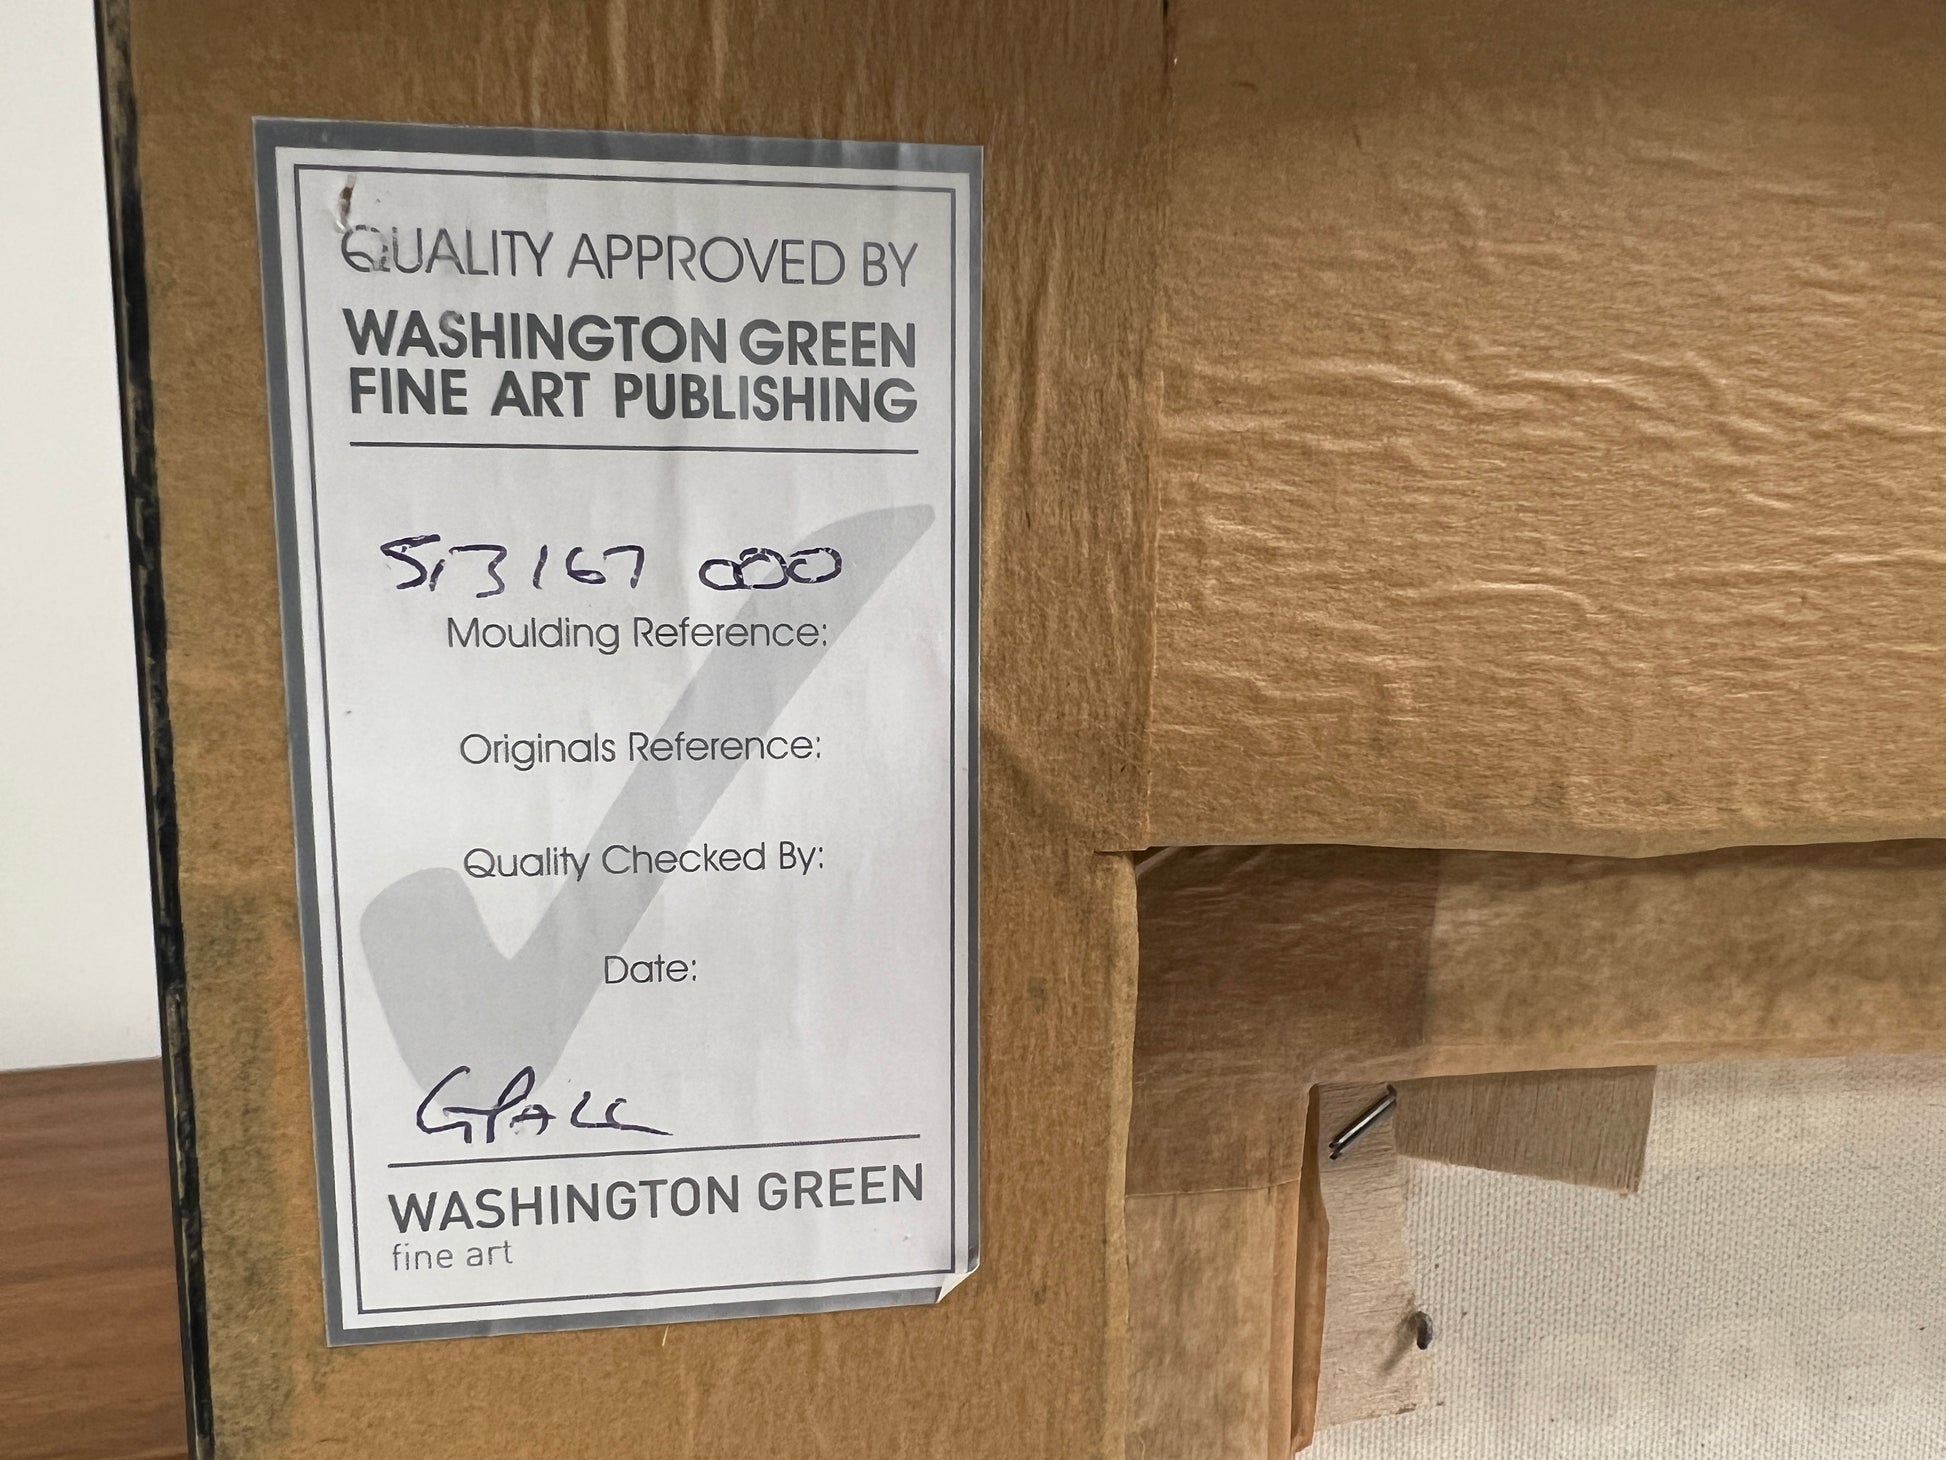 QUALITY APPROVED BY
WASHINGTON GREEN
FINE ART PUBLISHING
513167 000
Moulding Reference:
Originals Reference:
Quality Checked By:
Date:
WASHINGTON GREEN
fine art